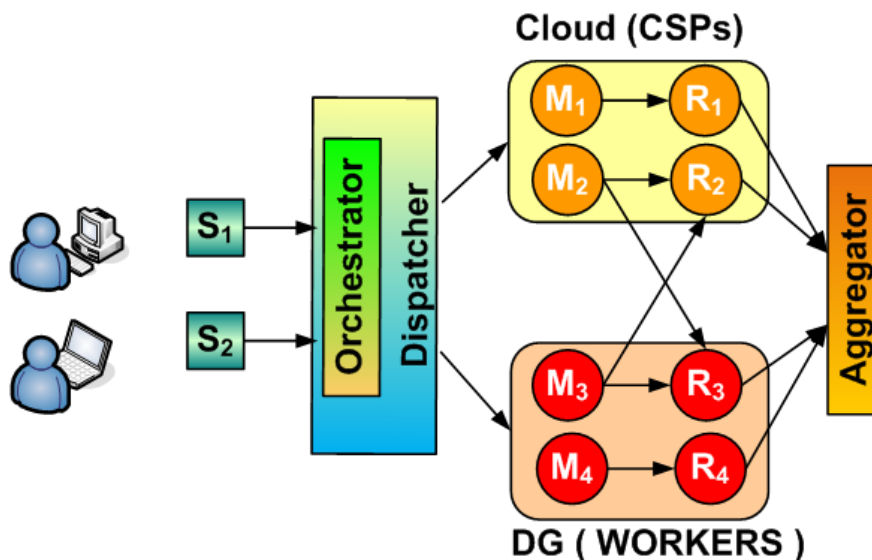 Cloud (CSPs)
M1
R1
M2
R2
S1
S2
Orchestrator
Dispatcher
Aggregator
M3
R3
M4
R4
DG ( WORKERS )